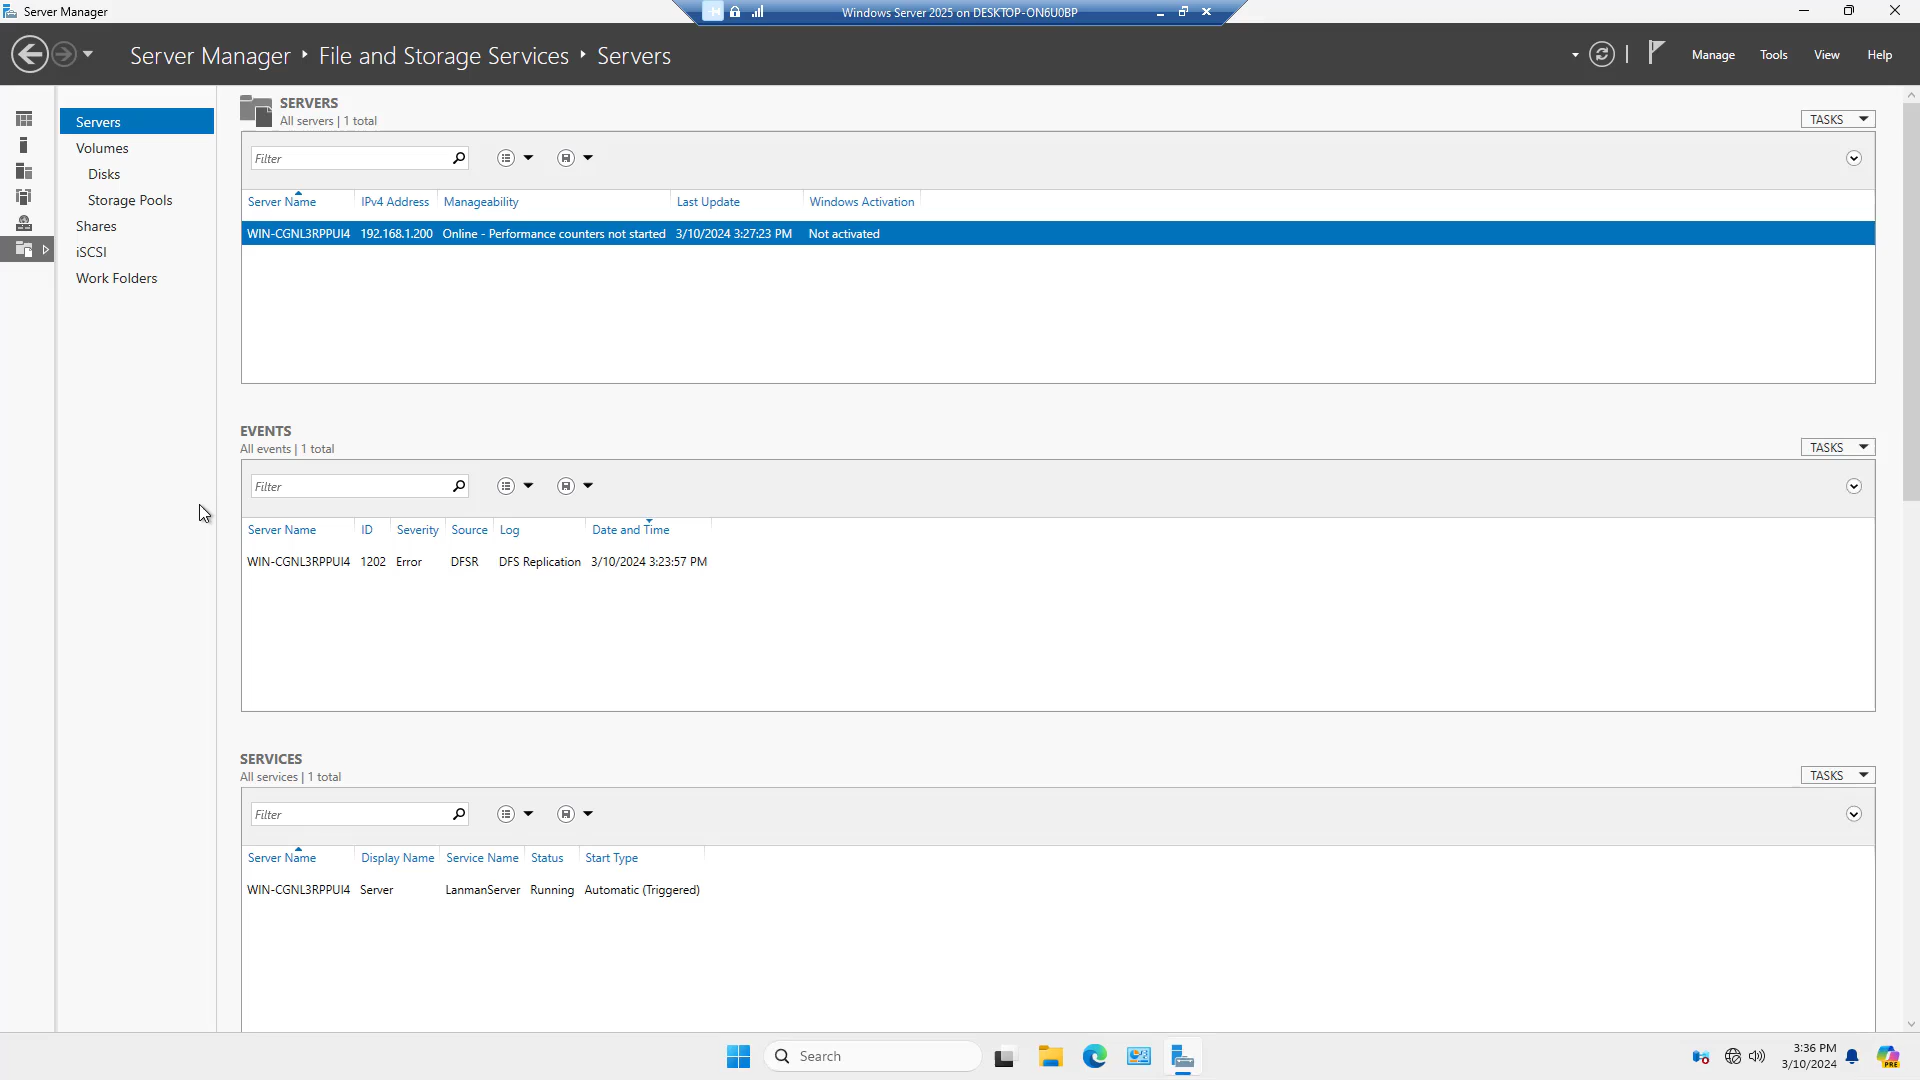 Server Manager
Windows Server 2025 on DESKTOP-ON6U0BP
Server Manager ‣ File and Storage Services ‣ Servers
Manage Tools View Help
Servers
Volumes
Disks
Storage Pools
Shares
iSCSI
Work Folders
SERVERS
All servers | 1 total
TASKS
Filter
Server Name IPv4 Address Manageability Last Update Windows Activation
WIN-CGNL3RPPUI4 192.168.1.200 Online - Performance counters not started 3/10/2024 3:27:23 PM Not activated
EVENTS
All events | 1 total
TASKS
Filter
Server Name ID Severity Source Log Date and Time
WIN-CGNL3RPPUI4 1202 Error DFSR DFS Replication 3/10/2024 3:23:57 PM
SERVICES
All services | 1 total
TASKS
Filter
Server Name Display Name Service Name Status Start Type
WIN-CGNL3RPPUI4 Server LanmanServer Running Automatic (Triggered)
Search
3:36 PM
3/10/2024
PRE